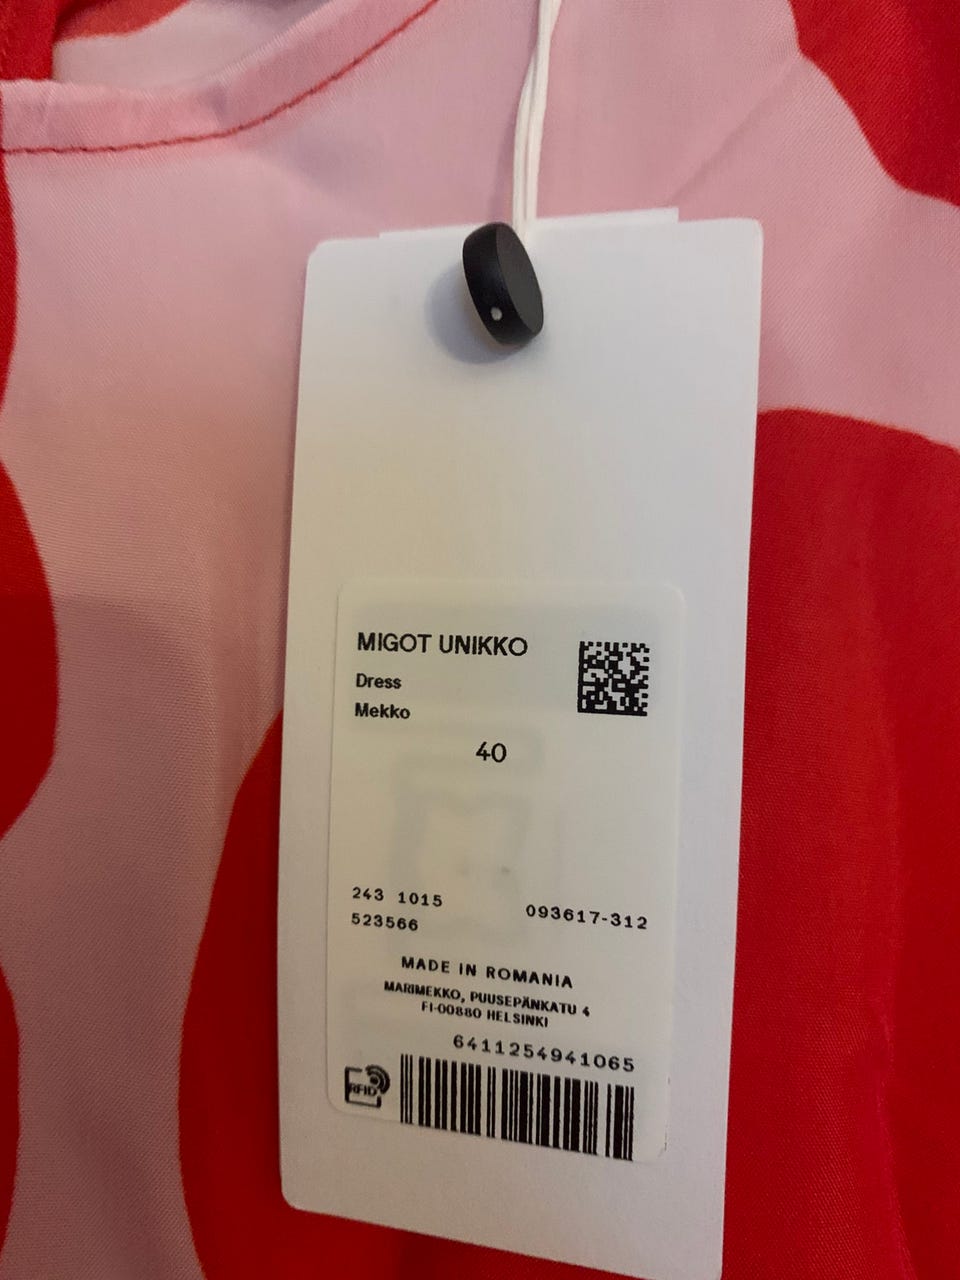 MIGOT UNIKKO
Dress
Mekko
40
243 1015
093617-312
523566
MADE IN ROMANIA
MARIMEKKO, PUUSEPÄNKATU 4
FI-00880 HELSINKI
6411254941065
RFID